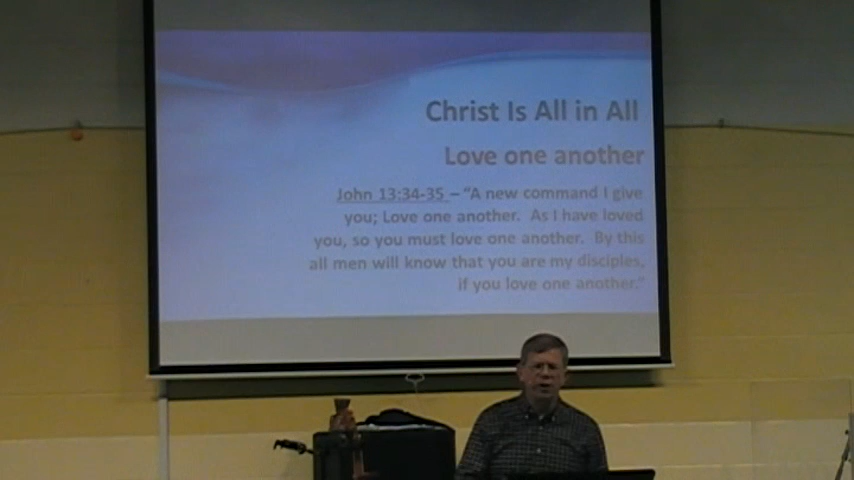 Christ Is All in All
Love one another
John 13:34-35 – "A new command I give
you; Love one another. As I have loved
you, so you must love one another. By this
all men will know that you are my disciples,
if you love one another."